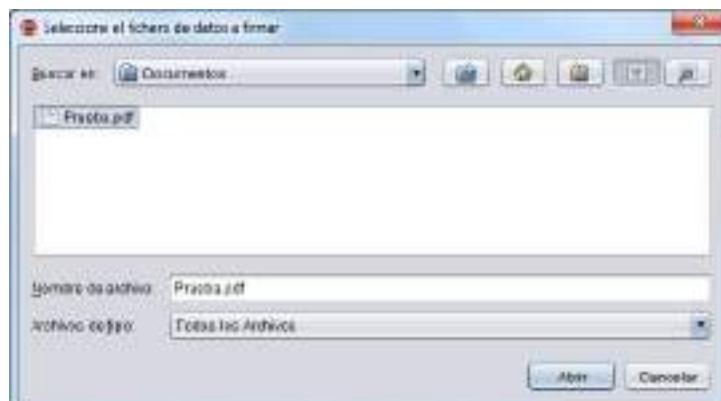 Seleccione el fichero de datos a firmar
Buscar en: Documentos
Prueba.pdf
Nombre de archivo: Prueba.pdf
Archivos de tipo: Todos los Archivos
Abrir Cancelar